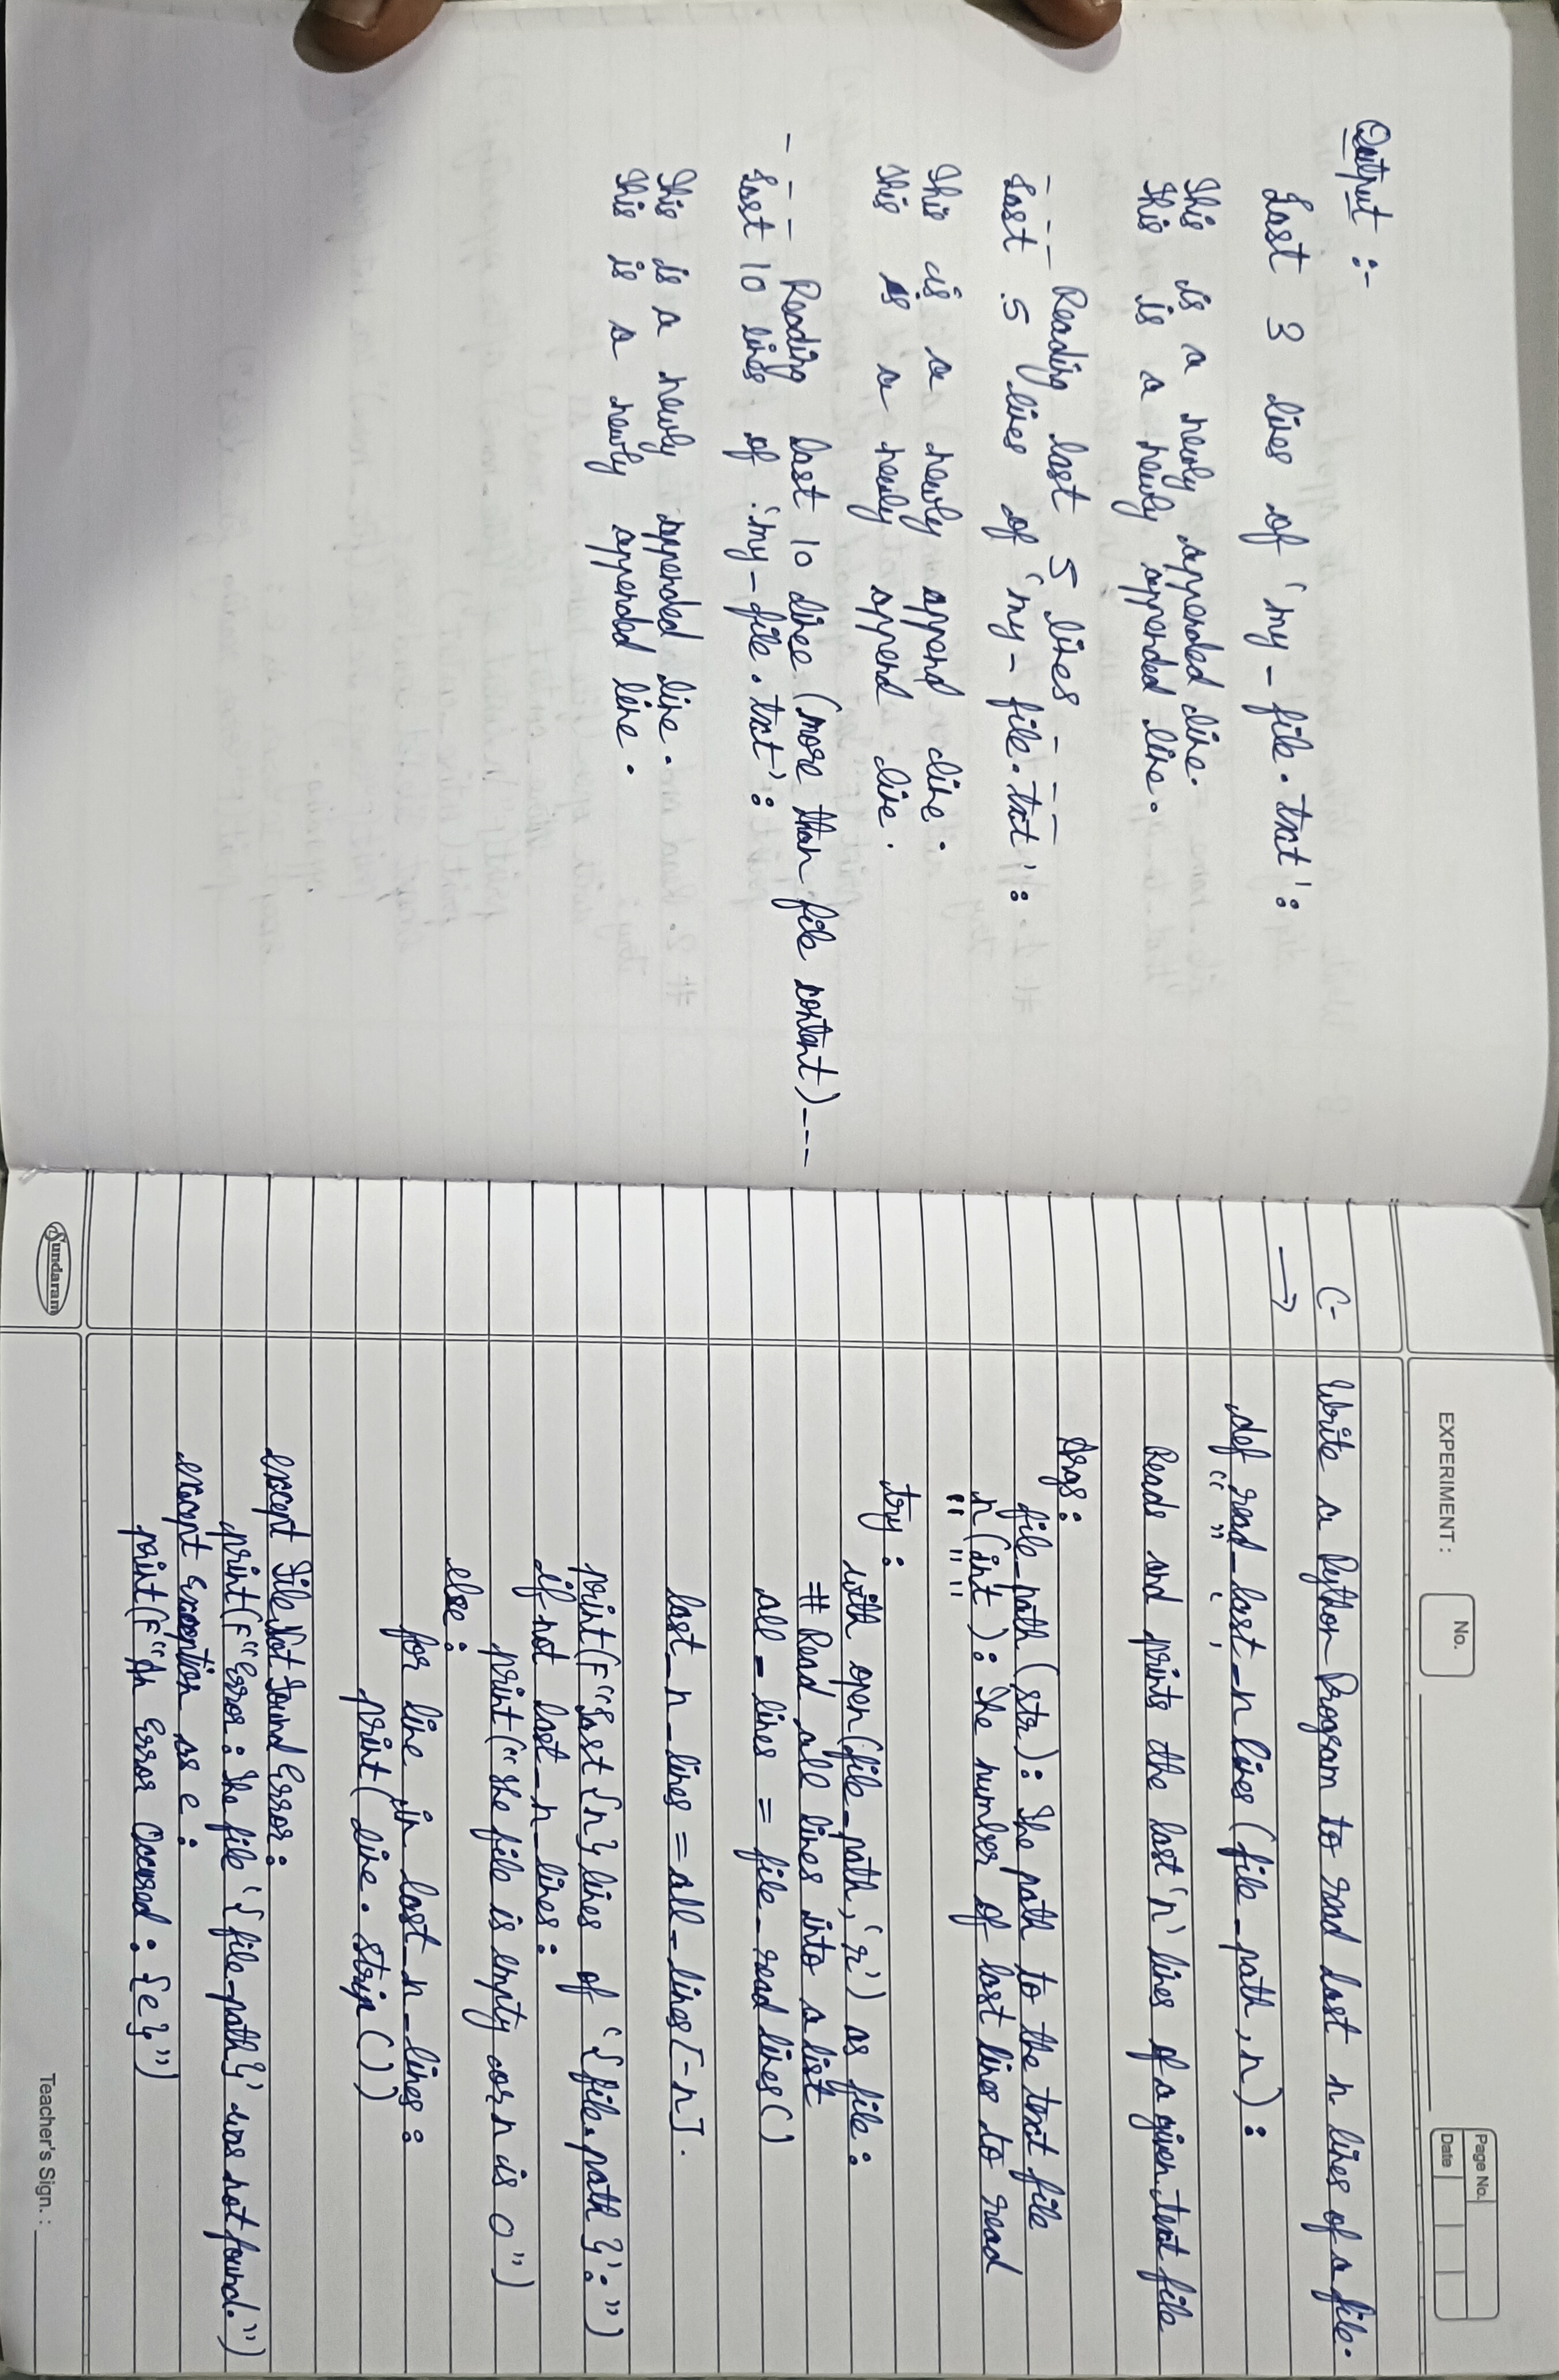 Output :-
Last 3 lines of 'my_file.txt':
This is a newly appended line.
This is a newly appended line.
--- Reading last 5 lines ---
Last 5 lines of 'my_file.txt':
This is a newly append line.
This is a newly append line.
--- Reading last 10 lines (more than file content)---
Last 10 lines of 'my_file.txt':
This is a newly appended line.
This is a newly appended line.
EXPERIMENT :
No.
Page No.
Date
C- Write a Python Program to read last n lines of a file.
→
def read_last_n lines (file_path, n):
“ ” ‘ ’
Reads and prints the last 'n' lines of a given text file
Args:
file_path (str): The path to the text file
n (int): The number of last lines to read
" " "
try:
with open(file_path, 'r') as file:
# Read all lines into a list
all_lines = file_read lines()
last_n_lines = all_lines[-n].
print(F"Last {n} lines of '{file.path}':")
if not last_n_lines:
print("The file is empty or n is 0")
else:
for line in last_n_lines:
print(line.strip())
except File Not Found Error:
print(F"Error: The file '{file_path}' was not found.")
except Exception as e:
print(F"An Error Occured: {e}")
Sundaram
Teacher's Sign. :